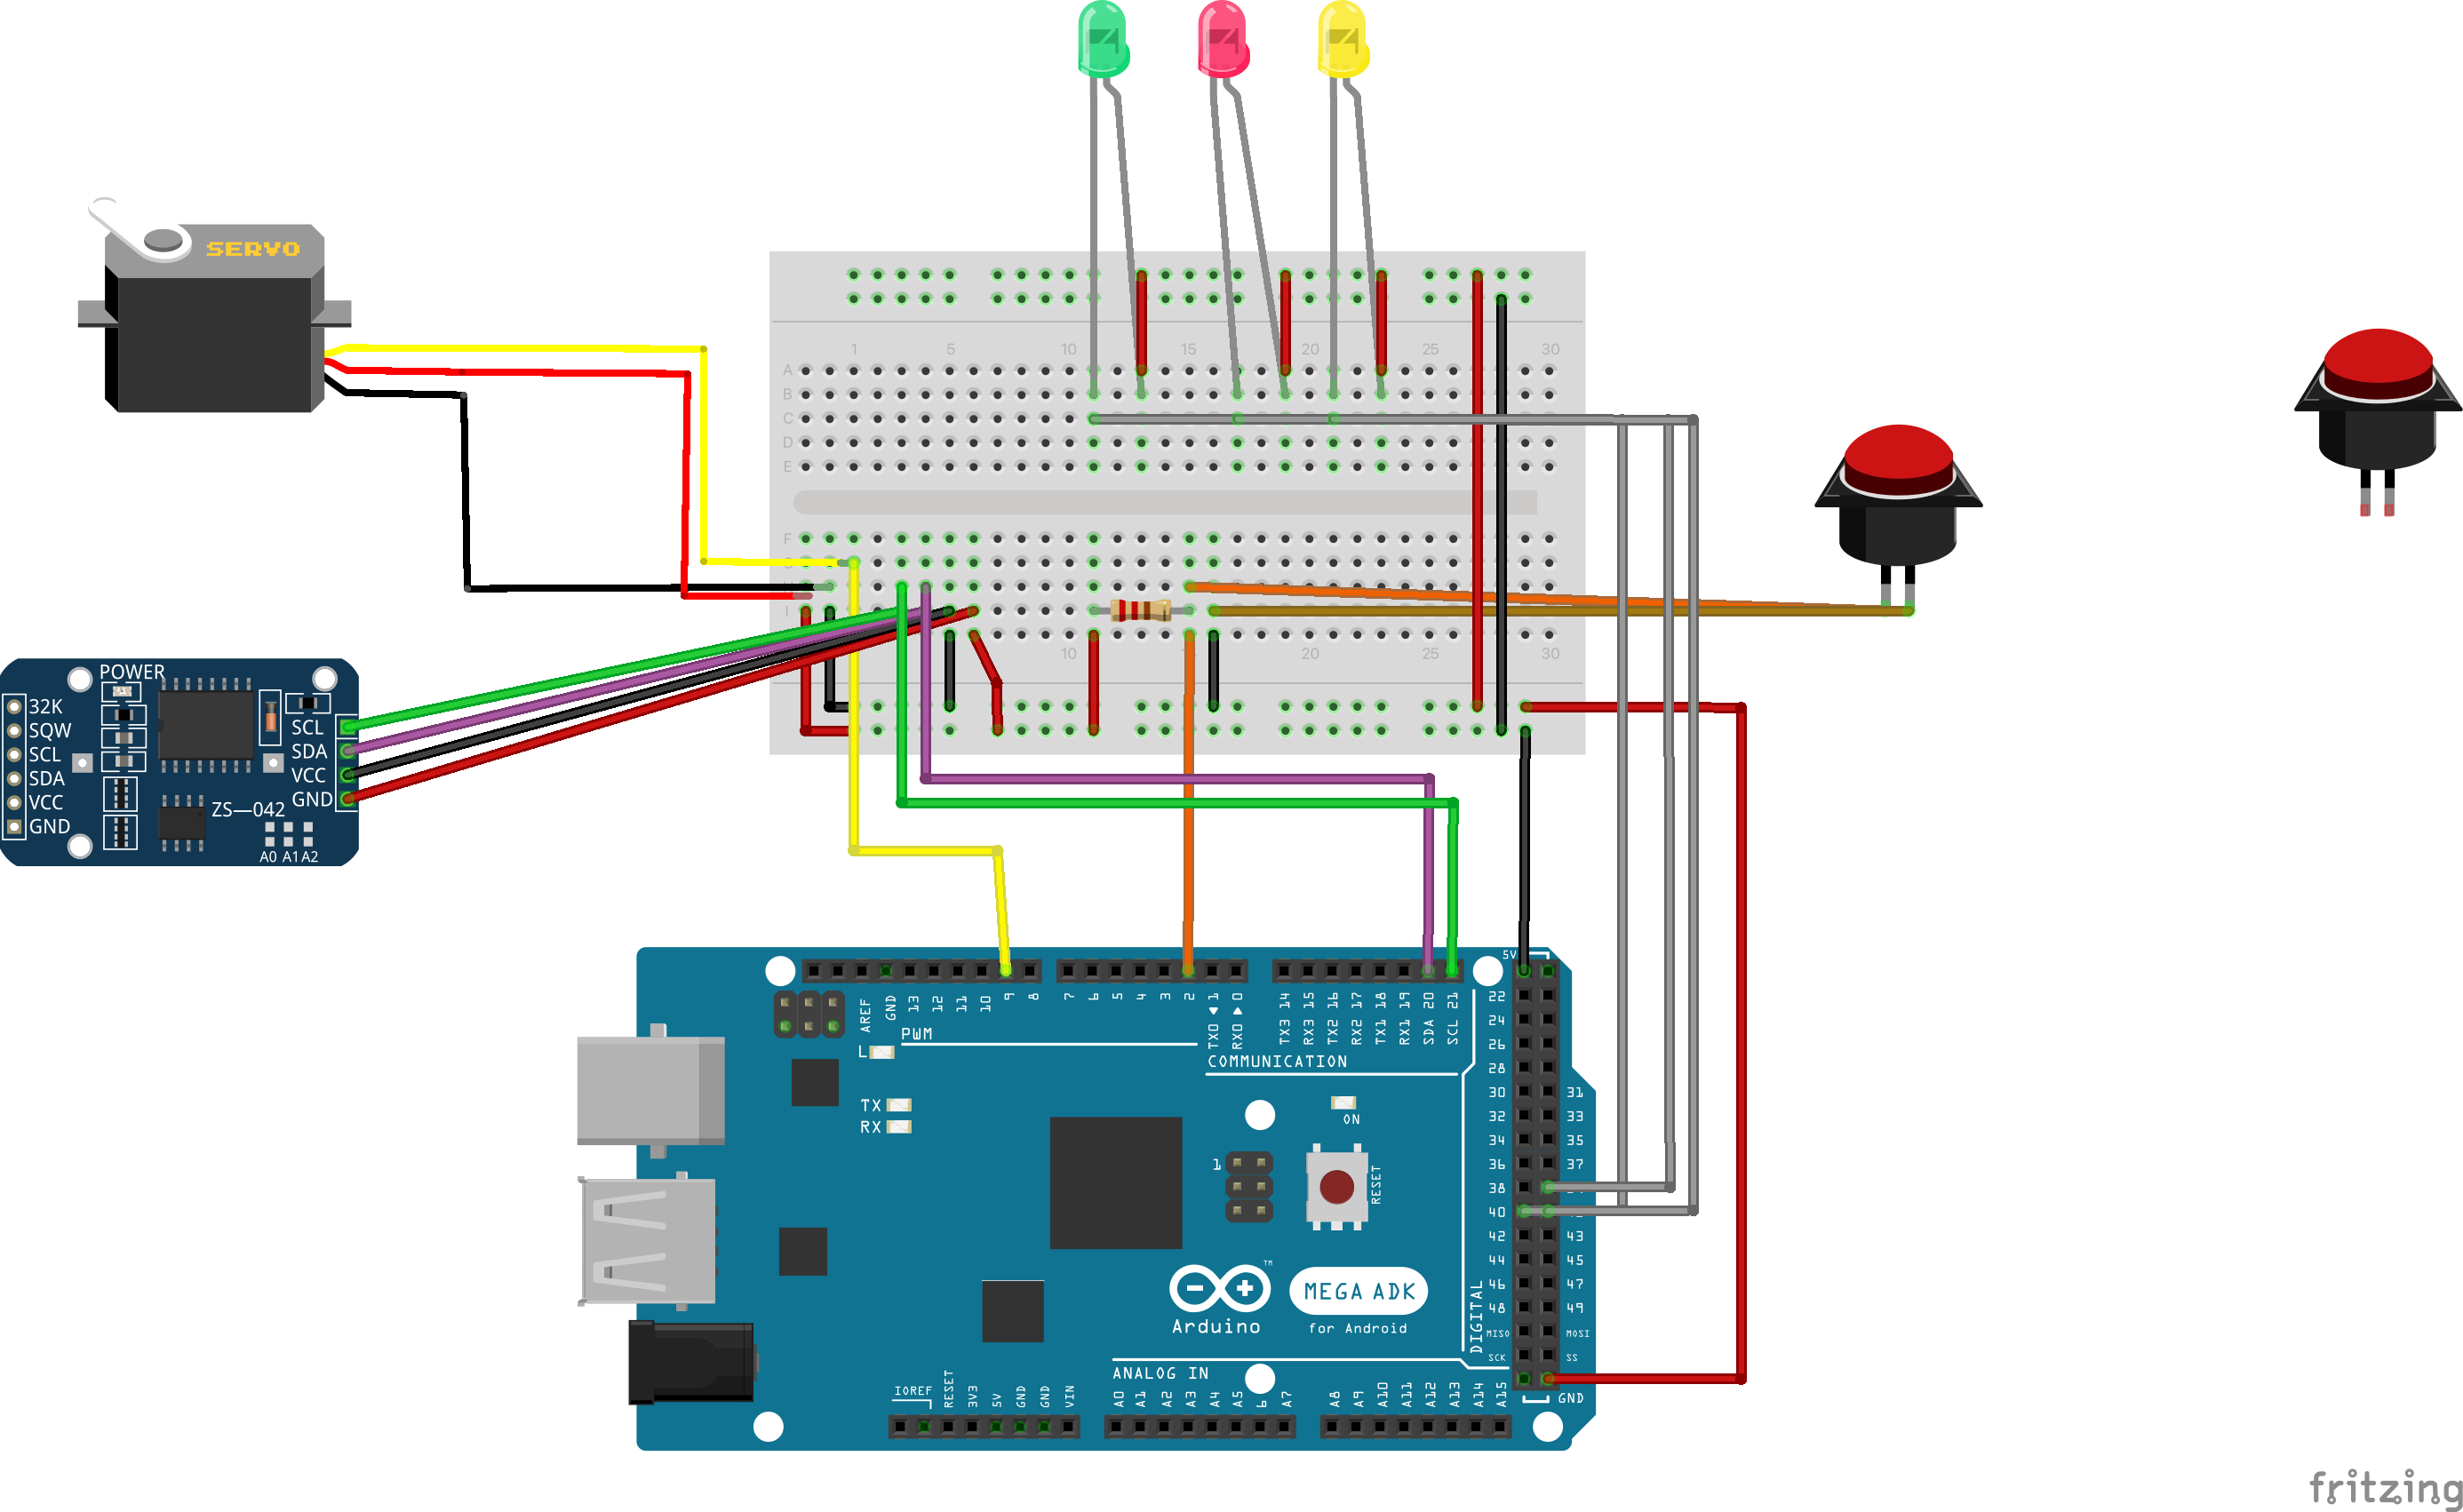 SERVO
1 5 10 15 20 25 30
A
B
C
D
E
F
I
10 20 25 30
POWER
32K
SQW
SCL
SDA
VCC
GND
SCL
SDA
VCC
GND
ZS—042
A0 A1 A2
5V
AREF GND 13 12 11 10 9 8
7 6 5 4 3 2 TX0 1 RX0 0
TX3 14 RX3 15 TX2 16 RX2 17 TX1 18 RX1 19 SDA 20 SCL 21
PWM
L
COMMUNICATION
TX
RX
ON
1
RESET
22
24
26
28
30 31
32 33
34 35
36 37
38
40
42 43
44 45
46 47
48 49
MISO MOSI
SCK SS
GND
DIGITAL
TM
Arduino
MEGA ADK
for Android
ANALOG IN
IOREF RESET 3V3 5V GND GND VIN
A0 A1 A2 A3 A4 A5 6 A7
A8 A9 A10 A11 A12 A13 A14 A15
fritzing